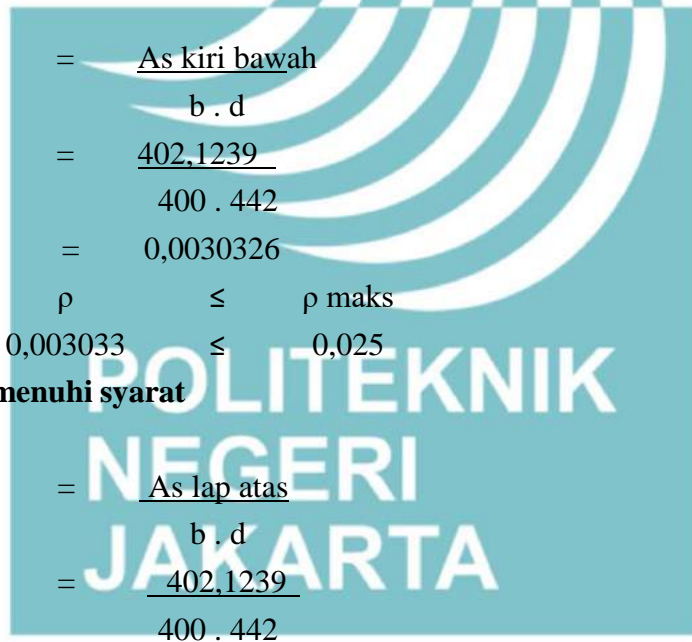 = As kiri bawah
b . d
= 402,1239
400 . 442
= 0,0030326
ρ ≤ ρ maks
0,003033 ≤ 0,025
menuhi syarat
POLITEKNIK
NEGERI
JAKARTA
= As lap atas
b . d
= 402,1239
400 . 442